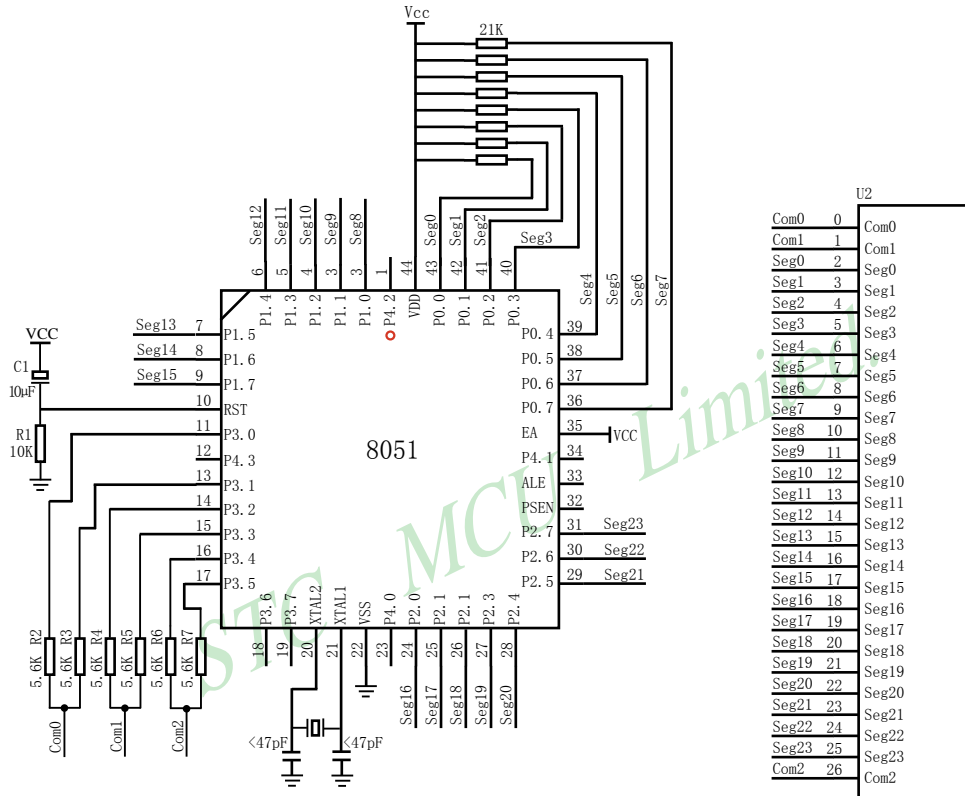 Vcc
21K
Seg12
Seg11
Seg10
Seg9
Seg8
Seg0
Seg1
Seg2
Seg3
Seg4
Seg5
Seg6
Seg7
6
5
4
3
3
1
44
43
42
41
40
P1.4
P1.3
P1.2
P1.1
P1.0
P4.2
VDD
P0.0
P0.1
P0.2
P0.3
VCC
C1
10μF
R1
10K
Seg13 7 P1.5
Seg14 8 P1.6
Seg15 9 P1.7
10 RST
11 P3.0
12 P4.3
13 P3.1
14 P3.2
15 P3.3
16 P3.4
17 P3.5
8051
P0.4 39
P0.5 38
P0.6 37
P0.7 36
EA 35 VCC
P4.1 34
ALE 33
PSEN 32
P2.7 31 Seg23
P2.6 30 Seg22
P2.5 29 Seg21
P3.6
P3.7
XTAL2
XTAL1
VSS
P4.0
P2.0
P2.1
P2.1
P2.3
P2.4
18
19
20
21
22
23
24
25
26
27
28
Seg16
Seg17
Seg18
Seg19
Seg20
5.6K R2
5.6K R3
5.6K R4
5.6K R5
5.6K R6
5.6K R7
Com0
Com1
Com2
<47pF
<47pF
STC MCU Limited.
U2
Com0 0 Com0
Com1 1 Com1
Seg0 2 Seg0
Seg1 3 Seg1
Seg2 4 Seg2
Seg3 5 Seg3
Seg4 6 Seg4
Seg5 7 Seg5
Seg6 8 Seg6
Seg7 9 Seg7
Seg8 10 Seg8
Seg9 11 Seg9
Seg10 12 Seg10
Seg11 13 Seg11
Seg12 14 Seg12
Seg13 15 Seg13
Seg14 16 Seg14
Seg15 17 Seg15
Seg16 18 Seg16
Seg17 19 Seg17
Seg18 20 Seg18
Seg19 21 Seg19
Seg20 22 Seg20
Seg21 23 Seg21
Seg22 24 Seg22
Seg23 25 Seg23
Com2 26 Com2